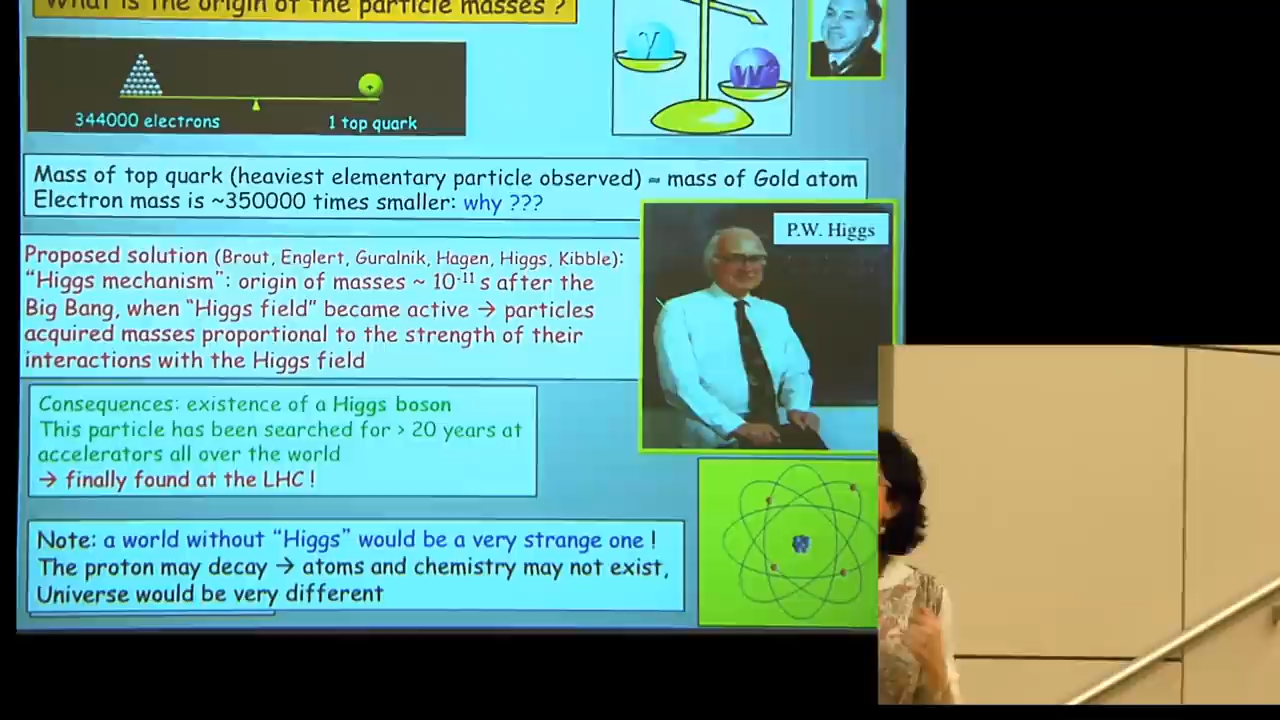 What is the origin of the particle masses ?
γ
W±
344000 electrons
1 top quark
Mass of top quark (heaviest elementary particle observed) ≈ mass of Gold atom
Electron mass is ~350000 times smaller: why ???
P.W. Higgs
Proposed solution (Brout, Englert, Guralnik, Hagen, Higgs, Kibble):
“Higgs mechanism”: origin of masses ~ 10⁻¹¹ s after the
Big Bang, when “Higgs field” became active → particles
acquired masses proportional to the strength of their
interactions with the Higgs field
Consequences: existence of a Higgs boson
This particle has been searched for > 20 years at
accelerators all over the world
→ finally found at the LHC !
Note: a world without “Higgs” would be a very strange one !
The proton may decay → atoms and chemistry may not exist,
Universe would be very different